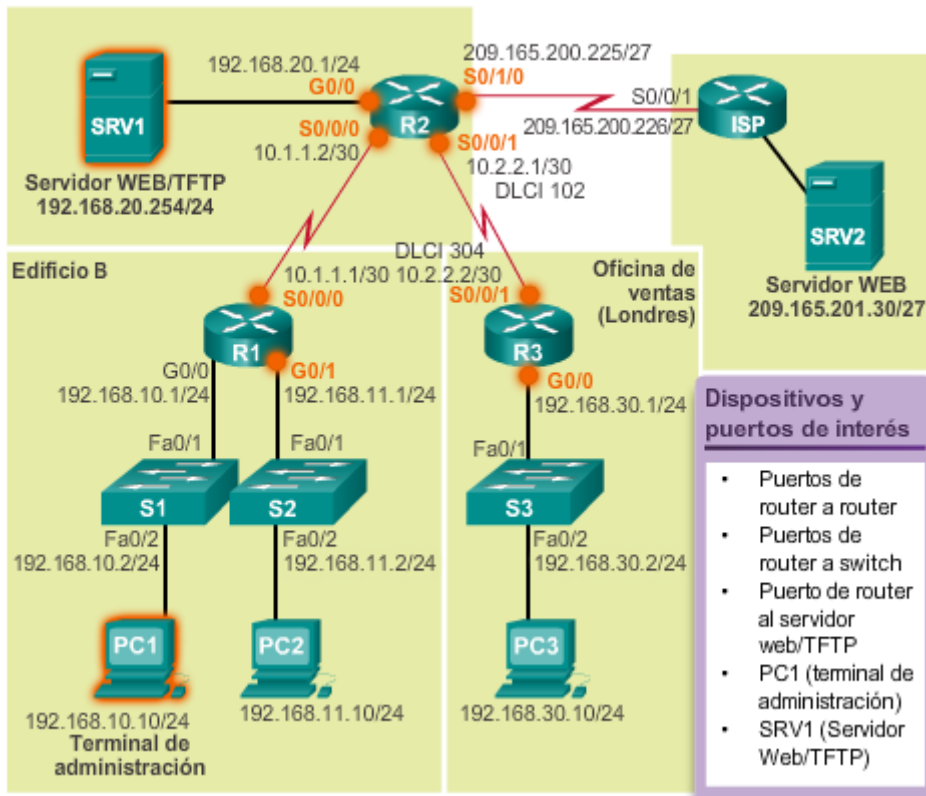 192.168.20.1/24
G0/0
SRV1
Servidor WEB/TFTP
192.168.20.254/24
S0/0/0
10.1.1.2/30
R2
209.165.200.225/27
S0/1/0
S0/0/1
10.2.2.1/30
DLCI 102
S0/0/1
209.165.200.226/27
ISP
SRV2
Servidor WEB
209.165.201.30/27
Edificio B
10.1.1.1/30
S0/0/0
R1
G0/0
192.168.10.1/24
G0/1
192.168.11.1/24
Fa0/1
Fa0/1
S1
S2
Fa0/2
192.168.10.2/24
Fa0/2
192.168.11.2/24
PC1
PC2
192.168.10.10/24
Terminal de
administración
192.168.11.10/24
DLCI 304
10.2.2.2/30
S0/0/1
Oficina de
ventas
(Londres)
R3
G0/0
192.168.30.1/24
Fa0/1
S3
Fa0/2
192.168.30.2/24
PC3
192.168.30.10/24
Dispositivos y
puertos de interés
• Puertos de
router a router
• Puertos de
router a switch
• Puerto de router
al servidor
web/TFTP
• PC1 (terminal de
administración)
• SRV1 (Servidor
Web/TFTP)